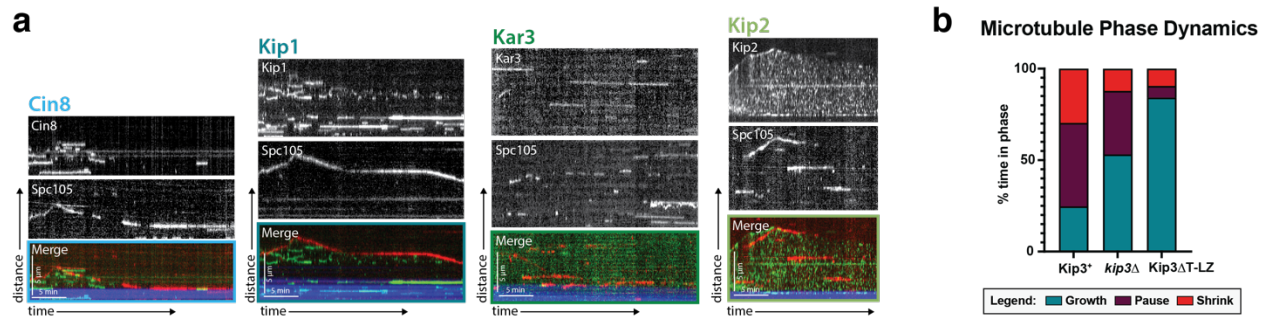 a
Cin8
Cin8
Spc105
Merge
5 µm
5 min
distance
time
Kip1
Kip1
Spc105
Merge
5 µm
5 min
distance
time
Kar3
Kar3
Spc105
Merge
5 µm
5 min
distance
time
Kip2
Kip2
Spc105
Merge
5 µm
5 min
distance
time
b
Microtubule Phase Dynamics
% time in phase
100
50
0
Kip3⁺ kip3Δ Kip3ΔT-LZ
Legend: Growth Pause Shrink